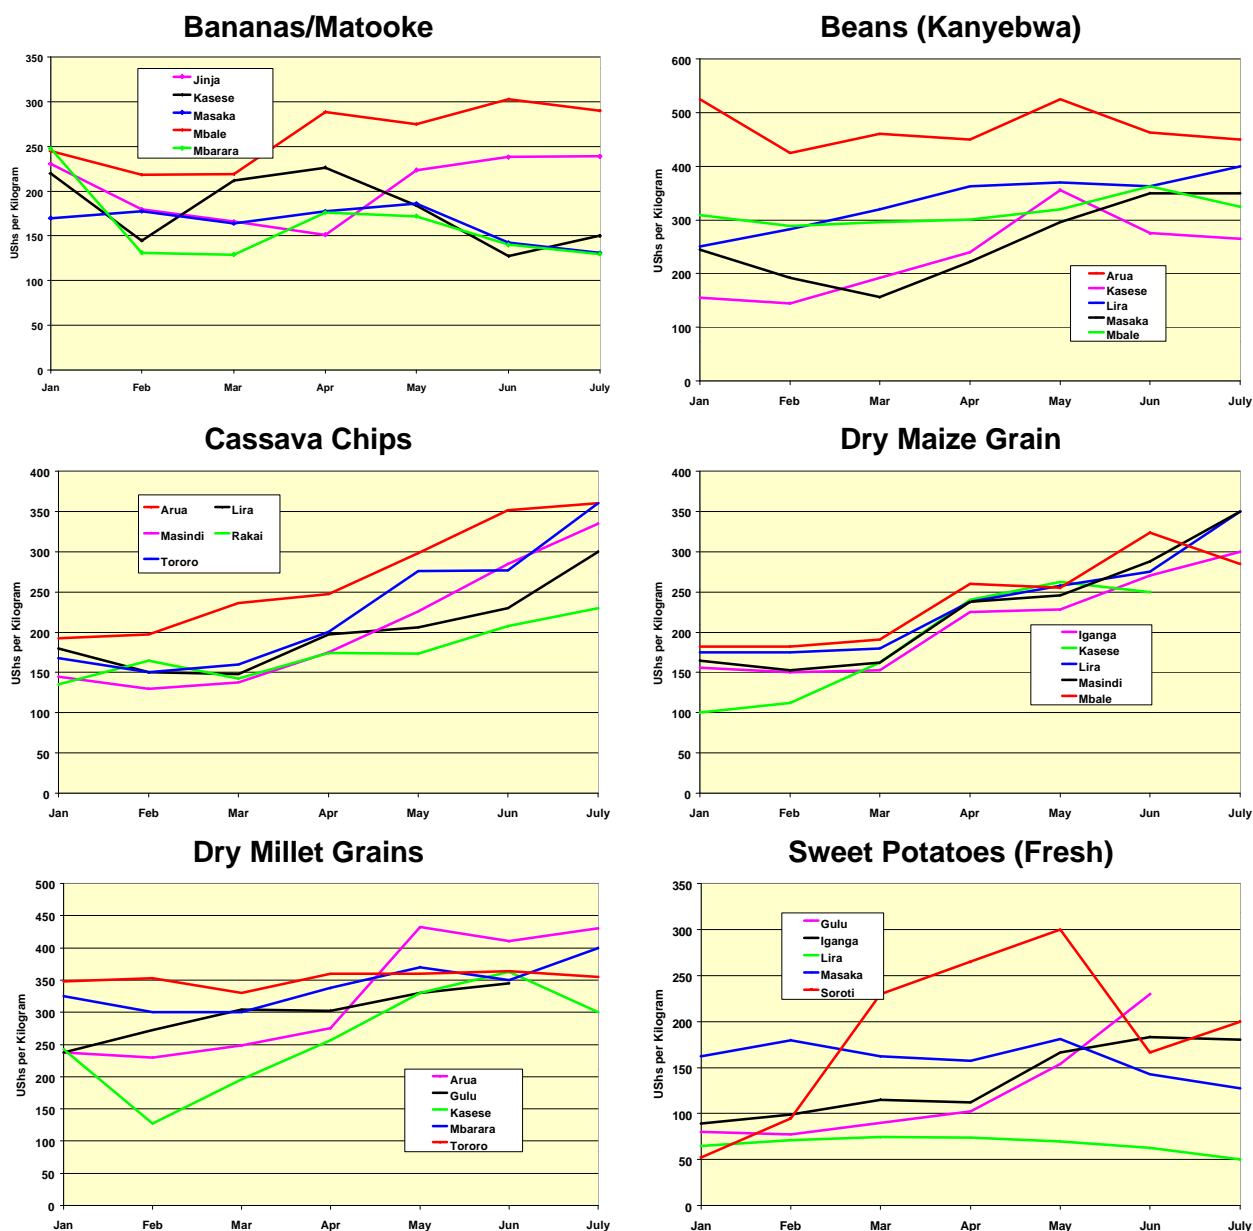 Bananas/Matooke
UShs per Kilogram
350
300
250
200
150
100
50
0
Jinja
Kasese
Masaka
Mbale
Mbarara
Jan Feb Mar Apr May Jun July
Beans (Kanyebwa)
UShs per Kilogram
600
500
400
300
200
100
0
Arua
Kasese
Lira
Masaka
Mbale
Jan Feb Mar Apr May Jun July
Cassava Chips
UShs per Kilogram
400
350
300
250
200
150
100
50
0
Arua Lira
Masindi Rakai
Tororo
Jan Feb Mar Apr May Jun July
Dry Maize Grain
UShs per Kilogram
400
350
300
250
200
150
100
50
0
Iganga
Kasese
Lira
Masindi
Mbale
Jan Feb Mar Apr May Jun July
Dry Millet Grains
UShs per Kilogram
500
450
400
350
300
250
200
150
100
50
0
Arua
Gulu
Kasese
Mbarara
Tororo
Jan Feb Mar Apr May Jun July
Sweet Potatoes (Fresh)
UShs per Kilogram
350
300
250
200
150
100
50
0
Gulu
Iganga
Lira
Masaka
Soroti
Jan Feb Mar Apr May Jun July